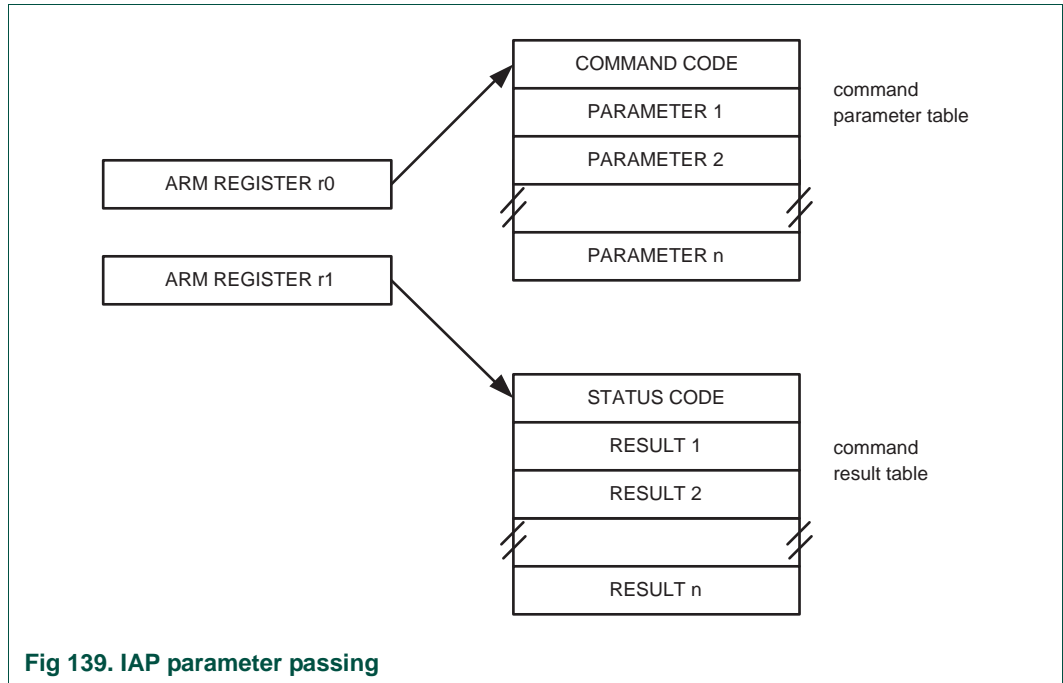 COMMAND CODE
PARAMETER 1
PARAMETER 2
PARAMETER n
command
parameter table
ARM REGISTER r0
ARM REGISTER r1
STATUS CODE
RESULT 1
RESULT 2
RESULT n
command
result table
Fig 139. IAP parameter passing